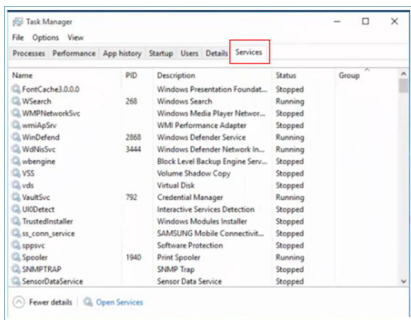 Task Manager
File Options View
Processes Performance App history Startup Users Details Services
Name PID Description Status Group
FontCache3.0.0.0 Windows Presentation Foundat... Stopped
WSearch 268 Windows Search Running
WMPNetworkSvc Windows Media Player Networ... Stopped
wmiApSrv WMI Performance Adapter Stopped
WinDefend 2868 Windows Defender Service Running
WdNisSvc 3444 Windows Defender Network In... Running
wbengine Block Level Backup Engine Serv... Stopped
VSS Volume Shadow Copy Stopped
vds Virtual Disk Stopped
VaultSvc 792 Credential Manager Running
UI0Detect Interactive Services Detection Stopped
TrustedInstaller Windows Modules Installer Stopped
ss_conn_service SAMSUNG Mobile Connectivit... Stopped
sppsvc Software Protection Stopped
Spooler 1940 Print Spooler Running
SNMPTRAP SNMP Trap Stopped
SensorDataService Sensor Data Service Stopped
Fewer details Open Services